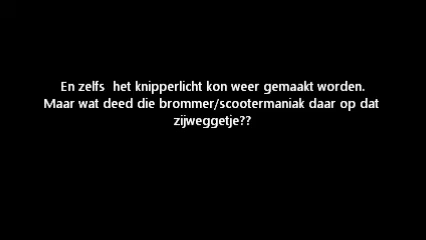 En zelfs  het knipperlicht kon weer gemaakt worden.
Maar wat deed die brommer/scootermaniak daar op dat
zijweggetje??